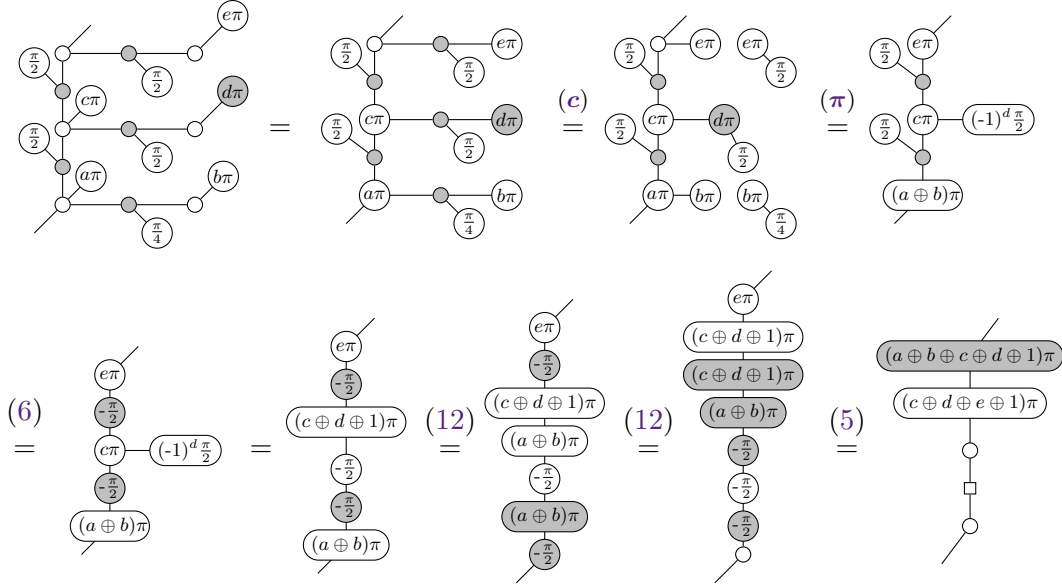 eπ
π/2 π/2 dπ
cπ
π/2 π/2
aπ bπ
π/4
=
π/2 eπ
π/2
cπ dπ
π/2 π/2
aπ bπ
π/4
(c)
=
π/2 eπ eπ
π/2
cπ dπ
π/2 π/2
aπ bπ bπ
π/4
(π)
=
eπ
π/2
cπ (-1)^d π/2
π/2
(a ⊕ b)π
(6)
=
eπ
-π/2
cπ (-1)^d π/2
-π/2
(a ⊕ b)π
=
eπ
-π/2
(c ⊕ d ⊕ 1)π
-π/2
-π/2
(a ⊕ b)π
(12)
=
eπ
-π/2
(c ⊕ d ⊕ 1)π
(a ⊕ b)π
-π/2
(a ⊕ b)π
-π/2
(12)
=
eπ
(c ⊕ d ⊕ 1)π
(c ⊕ d ⊕ 1)π
(a ⊕ b)π
-π/2
-π/2
-π/2
(5)
=
(a ⊕ b ⊕ c ⊕ d ⊕ 1)π
(c ⊕ d ⊕ e ⊕ 1)π